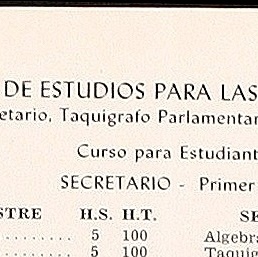 DE ESTUDIOS PARA LAS
etario, Taquigrafo Parlamentar
Curso para Estudiant
SECRETARIO - Primer
STRE H.S. H.T. SE
......... 5 100 Algebra
......... 5 100 Taquig